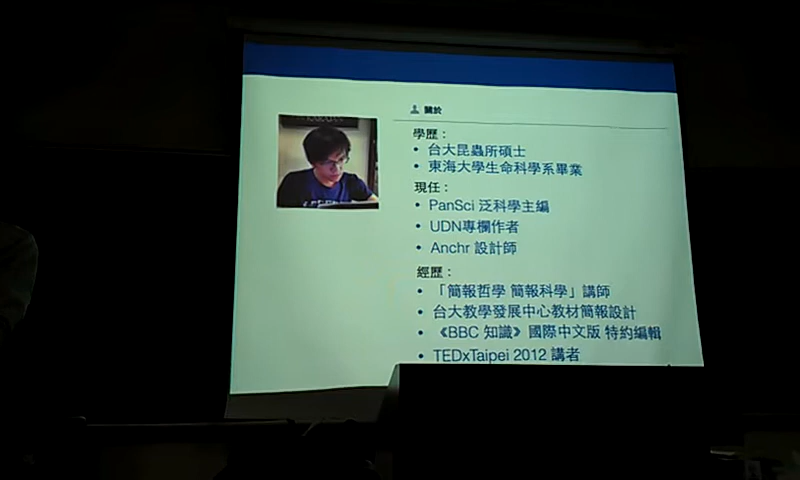 關於
學歷：
• 台大昆蟲所碩士
• 東海大學生命科學系畢業
現任：
• PanSci 泛科學主編
• UDN專欄作者
• Anchr 設計師
經歷：
• 「簡報哲學 簡報科學」講師
• 台大教學發展中心教材簡報設計
• 《BBC 知識》國際中文版 特約編輯
• TEDxTaipei 2012 講者